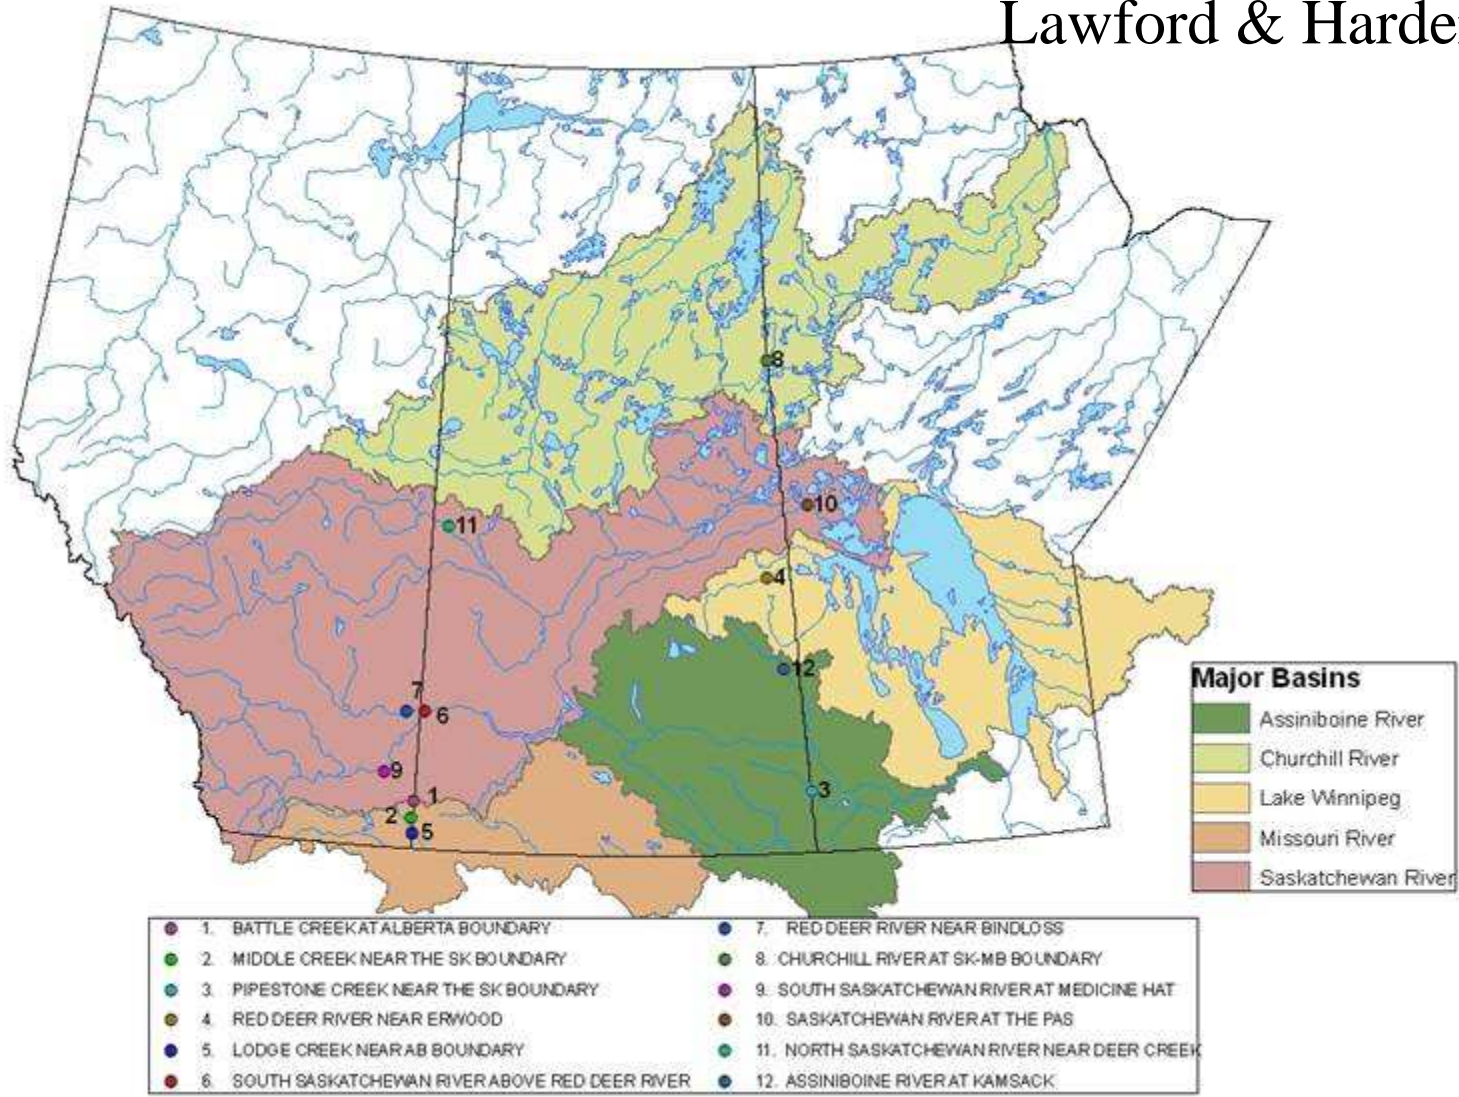 Lawford & Harde
8
11
10
4
12
7
6
9
3
1
2
5
Major Basins
Assiniboine River
Churchill River
Lake Winnipeg
Missouri River
Saskatchewan River
1. BATTLE CREEK AT ALBERTA BOUNDARY
2. MIDDLE CREEK NEAR THE SK BOUNDARY
3. PIPESTONE CREEK NEAR THE SK BOUNDARY
4. RED DEER RIVER NEAR ERWOOD
5. LODGE CREEK NEAR AB BOUNDARY
6. SOUTH SASKATCHEWAN RIVER ABOVE RED DEER RIVER
7. RED DEER RIVER NEAR BINDLOSS
8. CHURCHILL RIVER AT SK-MB BOUNDARY
9. SOUTH SASKATCHEWAN RIVER AT MEDICINE HAT
10. SASKATCHEWAN RIVER AT THE PAS
11. NORTH SASKATCHEWAN RIVER NEAR DEER CREEK
12. ASSINIBOINE RIVER AT KAMSACK